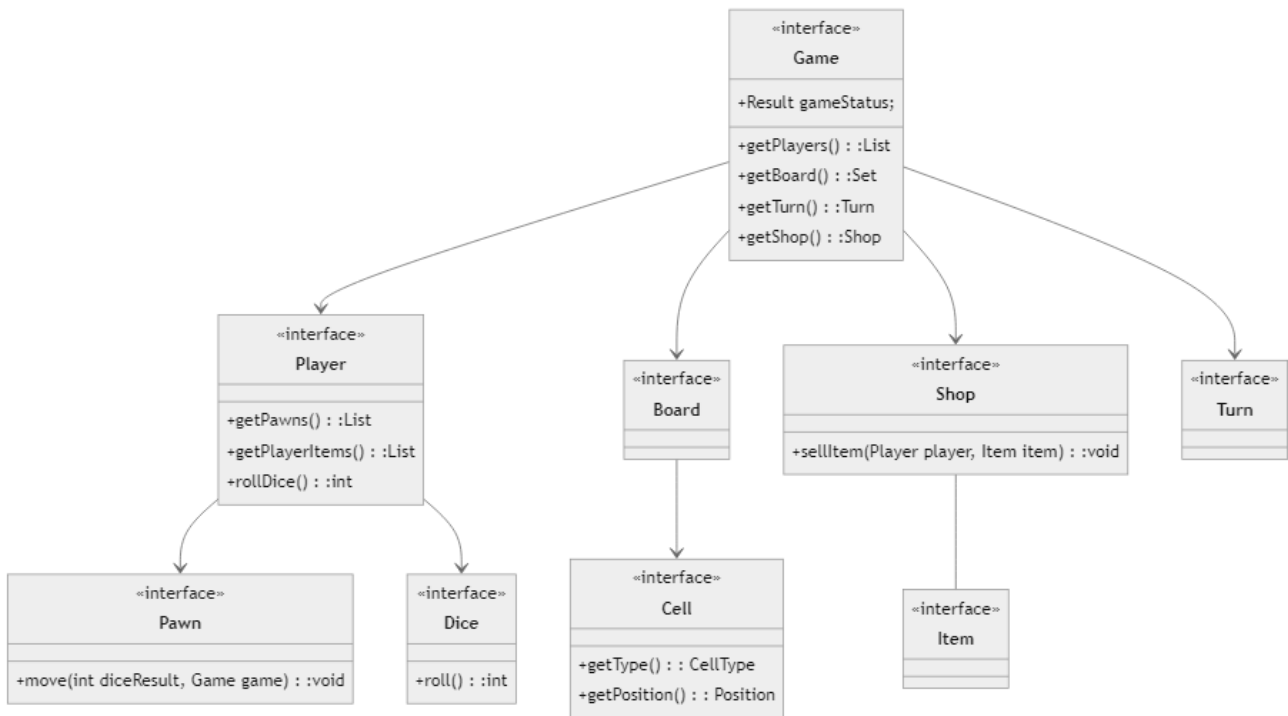 «interface»
Game
+Result gameStatus;
+getPlayers() : :List
+getBoard() : :Set
+getTurn() : :Turn
+getShop() : :Shop
«interface»
Player
+getPawns() : :List
+getPlayerItems() : :List
+rollDice() : :int
«interface»
Board
«interface»
Shop
+sellItem(Player player, Item item) : :void
«interface»
Turn
«interface»
Pawn
+move(int diceResult, Game game) : :void
«interface»
Dice
+roll() : :int
«interface»
Cell
+getType() : : CellType
+getPosition() : : Position
«interface»
Item